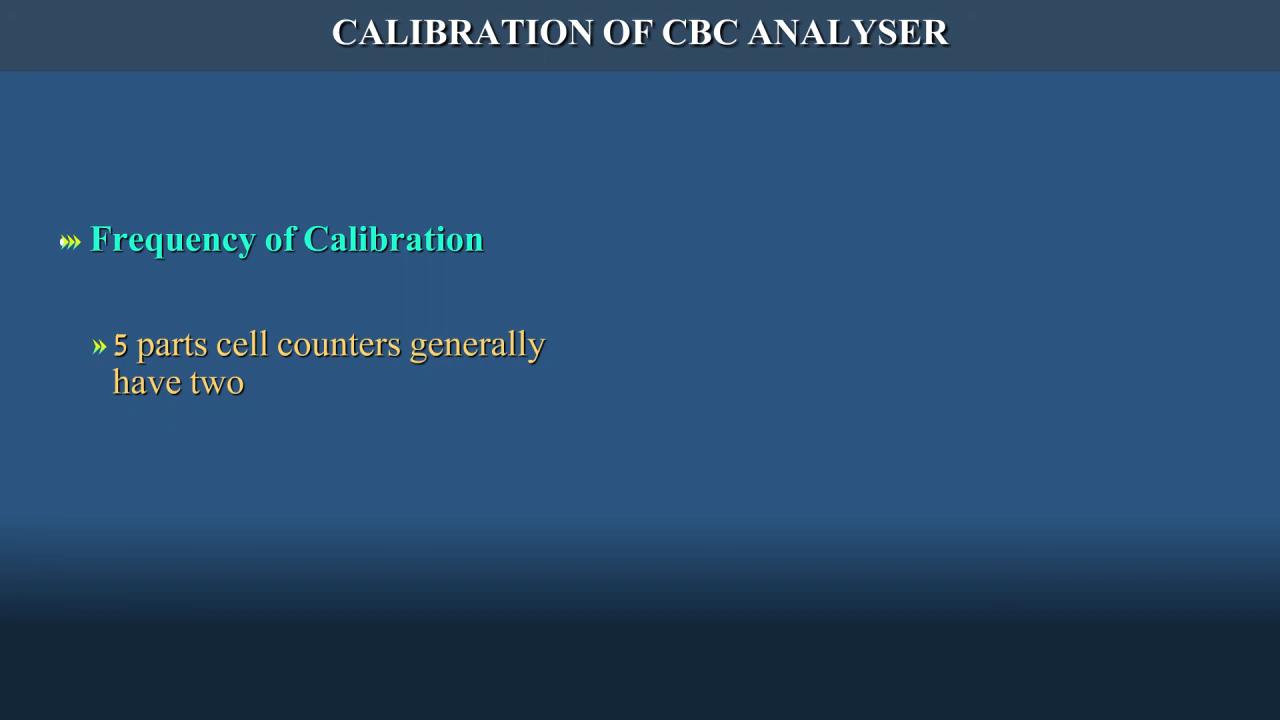 CALIBRATION OF CBC ANALYSER
Frequency of Calibration
5 parts cell counters generally
have two